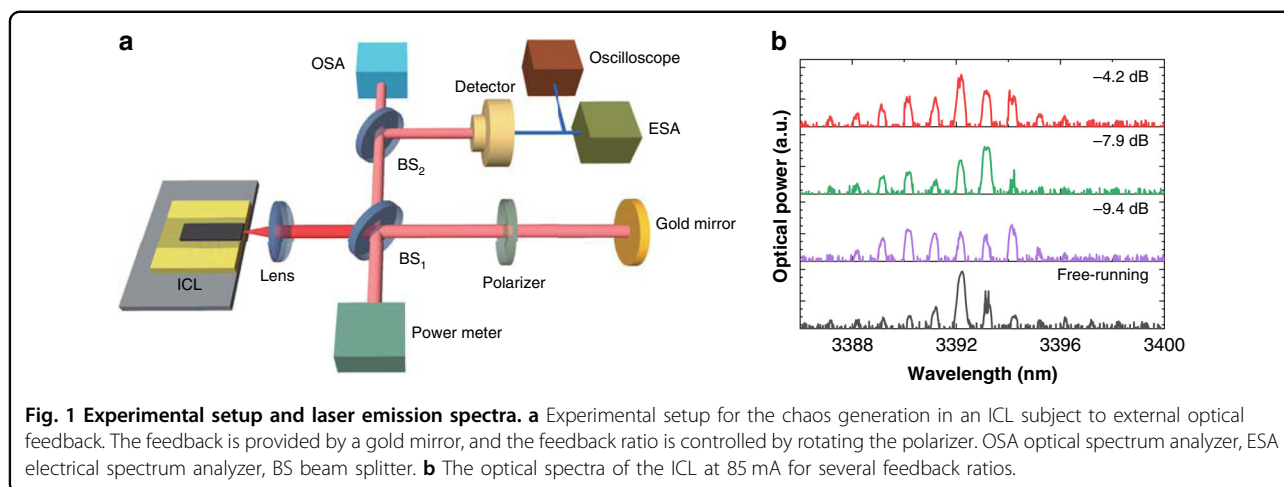 a
OSA
Oscilloscope
Detector
ESA
BS2
Gold mirror
BS1
Lens
Polarizer
ICL
Power meter
b
−4.2 dB
−7.9 dB
−9.4 dB
Free-running
Optical power (a.u.)
3388 3392 3396 3400
Wavelength (nm)
Fig. 1 Experimental setup and laser emission spectra. a Experimental setup for the chaos generation in an ICL subject to external optical
feedback. The feedback is provided by a gold mirror, and the feedback ratio is controlled by rotating the polarizer. OSA optical spectrum analyzer, ESA
electrical spectrum analyzer, BS beam splitter. b The optical spectra of the ICL at 85 mA for several feedback ratios.